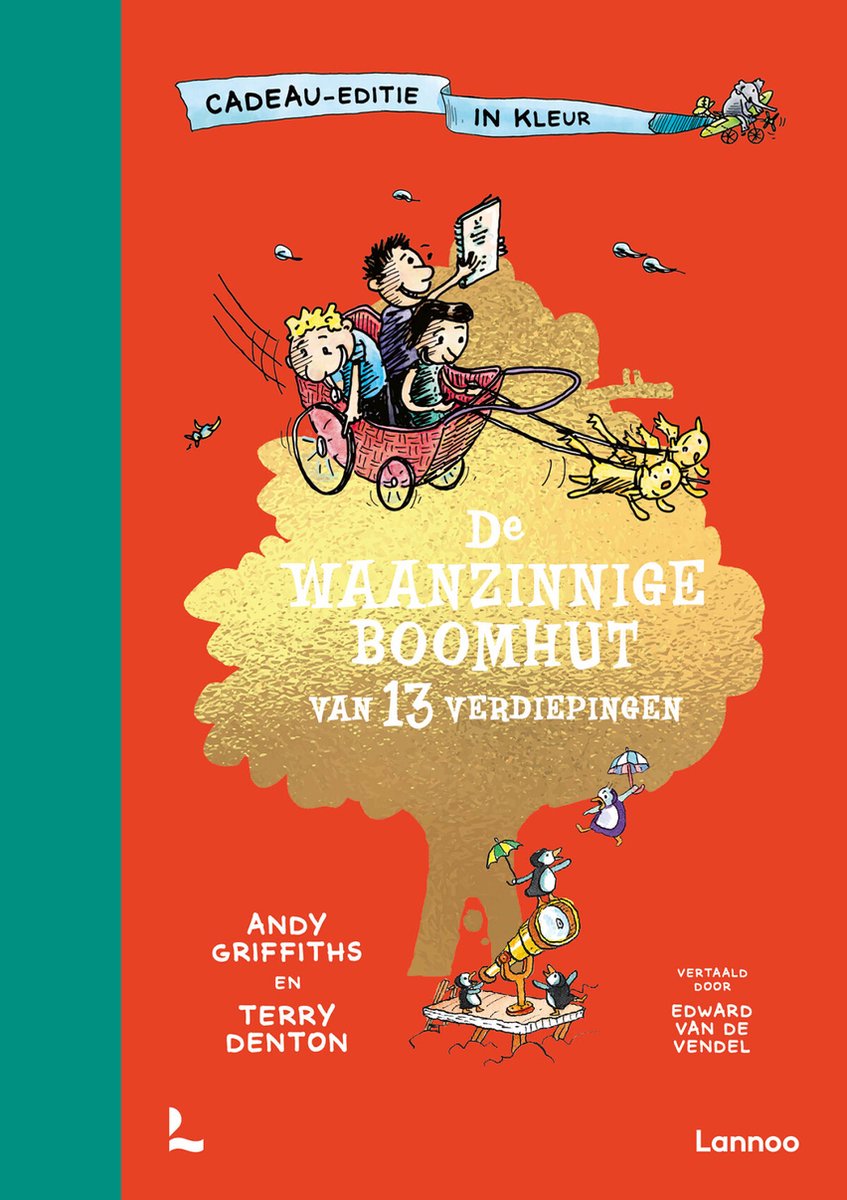 CADEAU-EDITIE
IN KLEUR
De
WAANZINNIGE
BOOMHUT
VAN 13 VERDIEPINGEN
ANDY
GRIFFITHS
EN
TERRY
DENTON
VERTAALD
DOOR
EDWARD
VAN DE
VENDEL
Lannoo